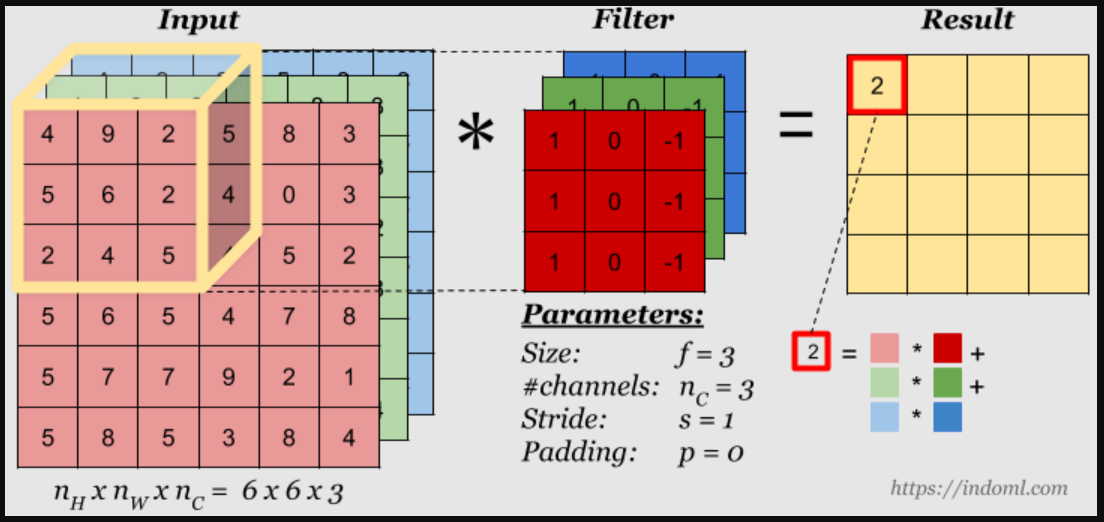 Input Filter Result
4 9 2 5 8 3
5 6 2 4 0 3
2 4 5 5 2
5 6 5 4 7 8
5 7 7 9 2 1
5 8 5 3 8 4
n_H x n_W x n_C = 6 x 6 x 3
*
1 0 -1
1 0 -1
1 0 -1
1 0 -1
Parameters:
Size: f = 3
#channels: n_C = 3
Stride: s = 1
Padding: p = 0
=
2
2 = * +
* +
*
https://indoml.com